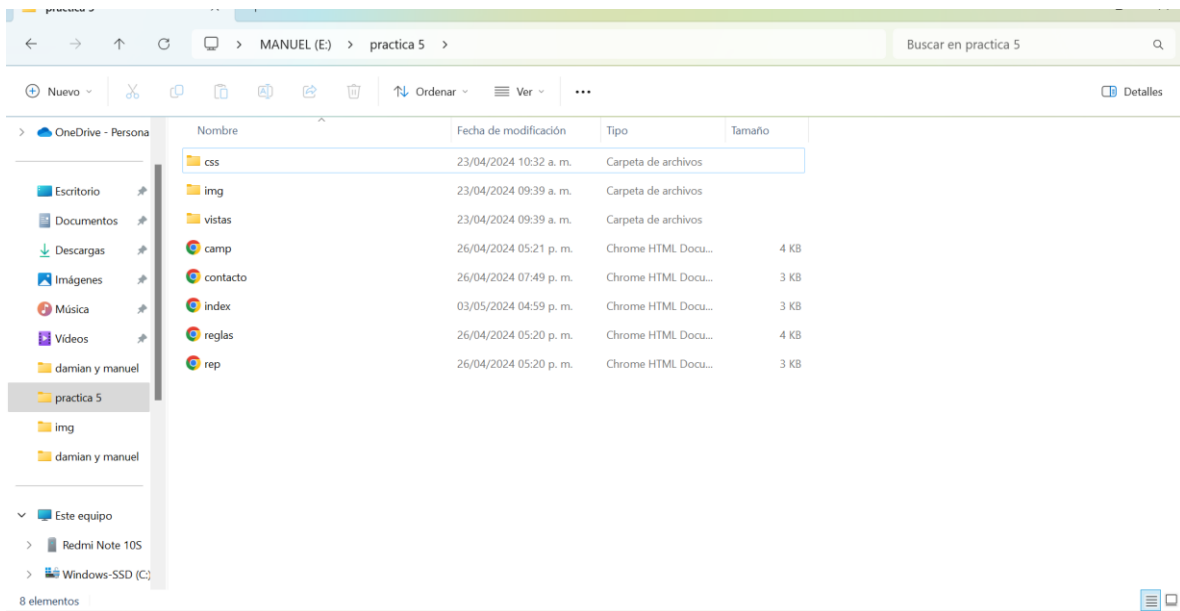 MANUEL (E:) > practica 5 > Buscar en practica 5
Nuevo Ordenar Ver ... Detalles
OneDrive - Persona
Nombre Fecha de modificación Tipo Tamaño
css 23/04/2024 10:32 a. m. Carpeta de archivos
Escritorio img 23/04/2024 09:39 a. m. Carpeta de archivos
Documentos vistas 23/04/2024 09:39 a. m. Carpeta de archivos
Descargas camp 26/04/2024 05:21 p. m. Chrome HTML Docu... 4 KB
Imágenes contacto 26/04/2024 07:49 p. m. Chrome HTML Docu... 3 KB
Música index 03/05/2024 04:59 p. m. Chrome HTML Docu... 3 KB
Vídeos reglas 26/04/2024 05:20 p. m. Chrome HTML Docu... 4 KB
damian y manuel rep 26/04/2024 05:20 p. m. Chrome HTML Docu... 3 KB
practica 5
img
damian y manuel
Este equipo
Redmi Note 10S
Windows-SSD (C:)
8 elementos